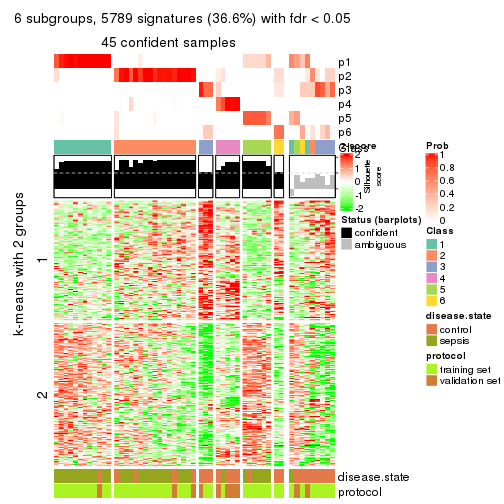 6 subgroups, 5789 signatures (36.6%) with fdr < 0.05
45 confident samples
p1
p2
p3
p4
p5
p6
Class
z-score
2
1
0
-1
-2
Silhouette
score
Prob
1
0.8
0.6
0.4
0.2
0
Status (barplots)
confident
ambiguous
Class
1
2
3
4
5
6
disease.state
control
sepsis
protocol
training set
validation set
k-means with 2 groups
1
2
disease.state
protocol